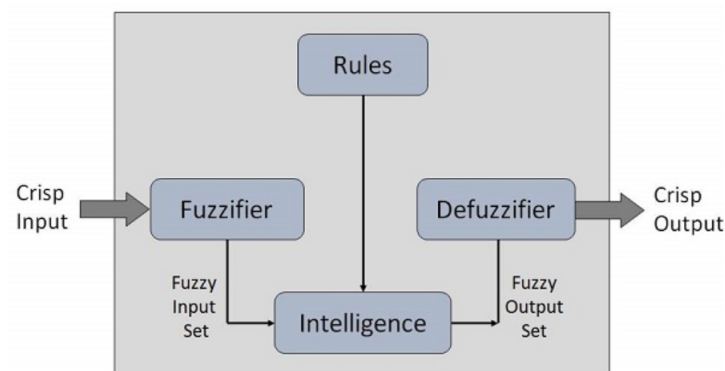 Rules
Crisp
Input
Fuzzifier
Defuzzifier
Crisp
Output
Fuzzy
Input
Set
Intelligence
Fuzzy
Output
Set